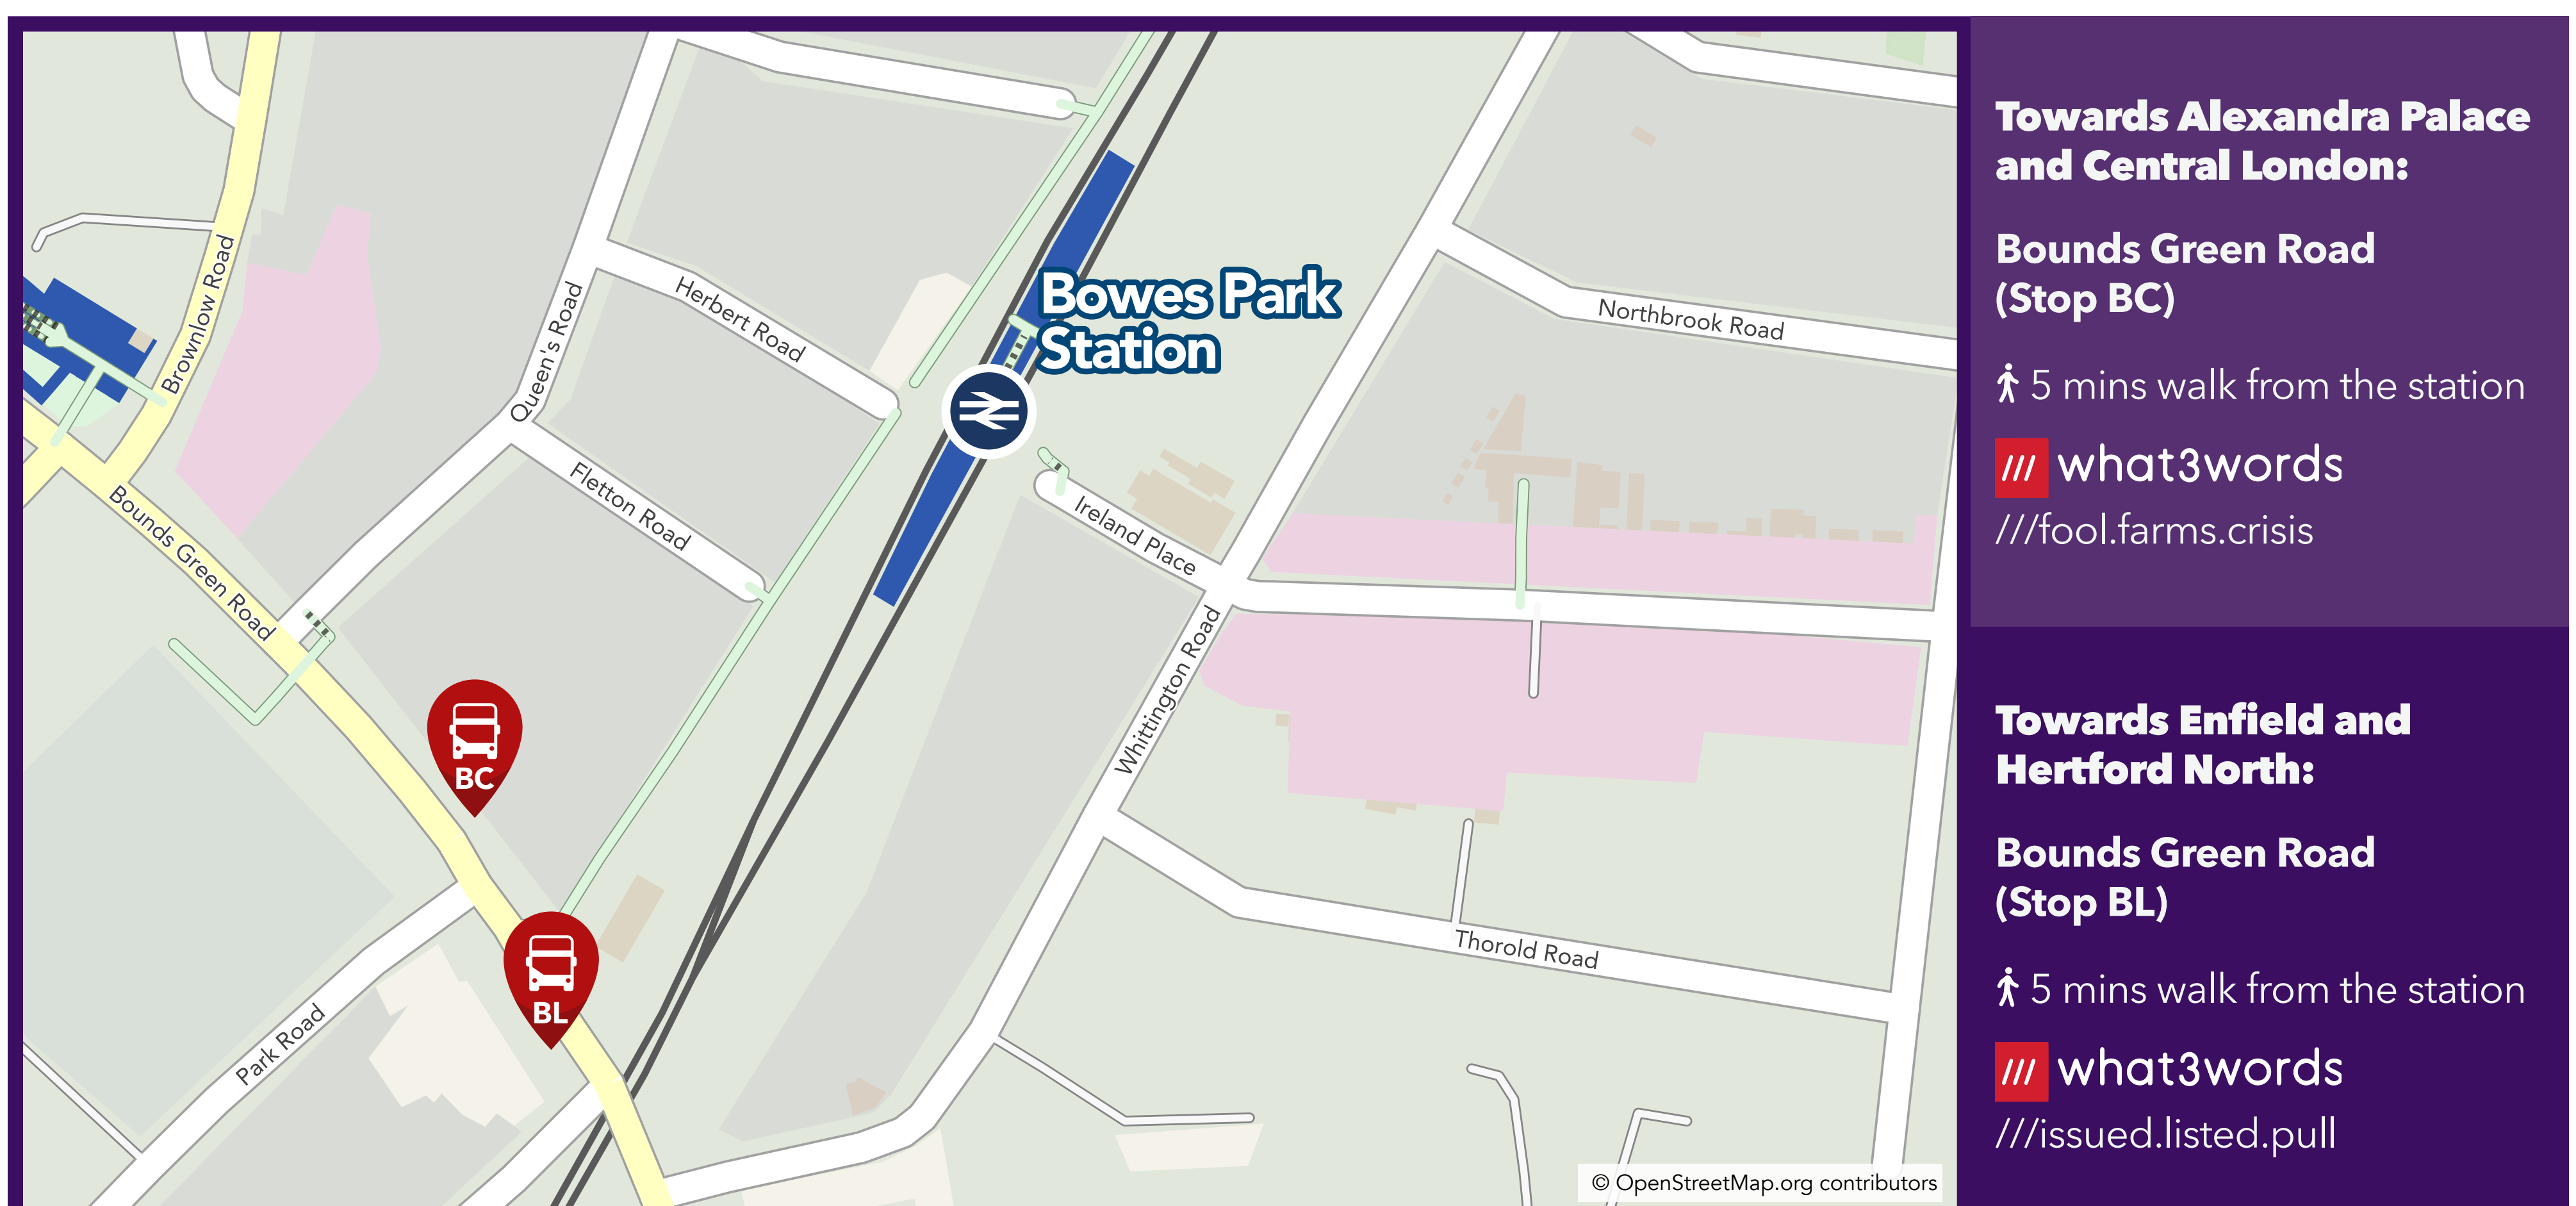 Bowes Park
Station
Brownlow Road
Queen's Road
Herbert Road
Northbrook Road
Fletton Road
Bounds Green Road
Ireland Place
Whittington Road
BC
Thorold Road
BL
Park Road
© OpenStreetMap.org contributors
Towards Alexandra Palace
and Central London:
Bounds Green Road
(Stop BC)
5 mins walk from the station
what3words
///fool.farms.crisis
Towards Enfield and
Hertford North:
Bounds Green Road
(Stop BL)
5 mins walk from the station
what3words
///issued.listed.pull